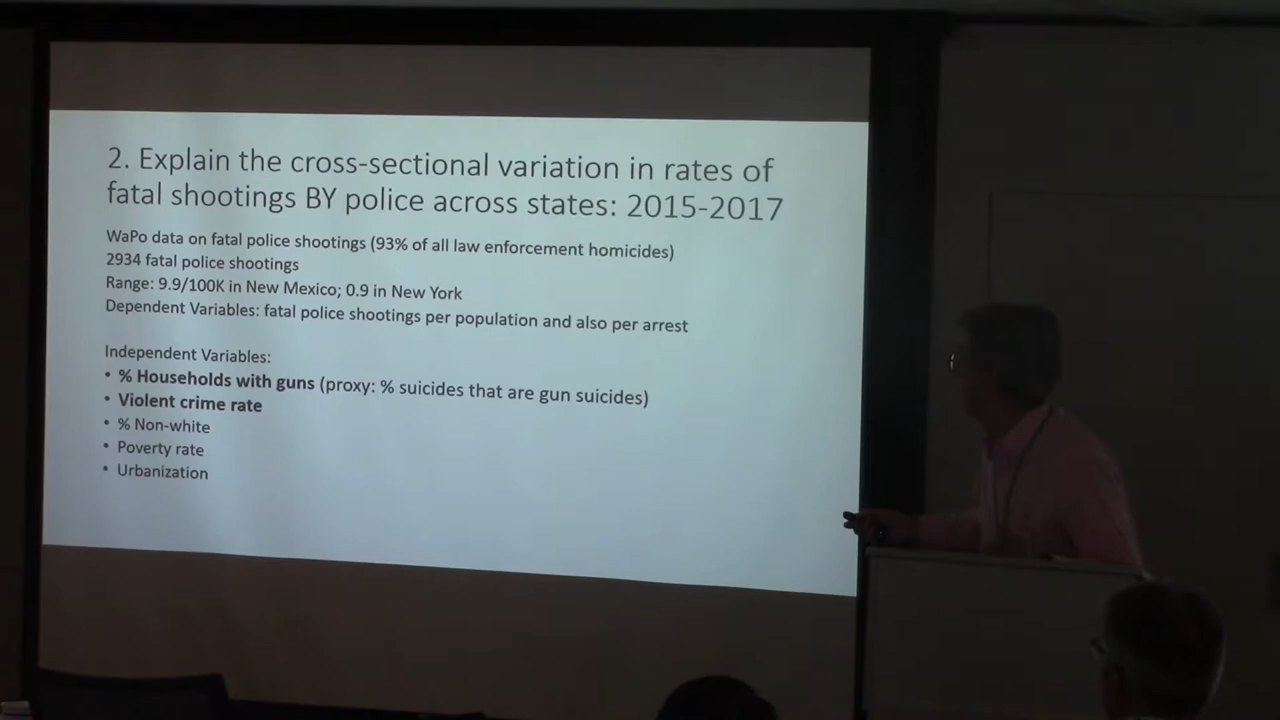 2. Explain the cross-sectional variation in rates of
fatal shootings BY police across states: 2015-2017
WaPo data on fatal police shootings (93% of all law enforcement homicides)
2934 fatal police shootings
Range: 9.9/100K in New Mexico; 0.9 in New York
Dependent Variables: fatal police shootings per population and also per arrest
Independent Variables:
• % Households with guns (proxy: % suicides that are gun suicides)
• Violent crime rate
• % Non-white
• Poverty rate
• Urbanization